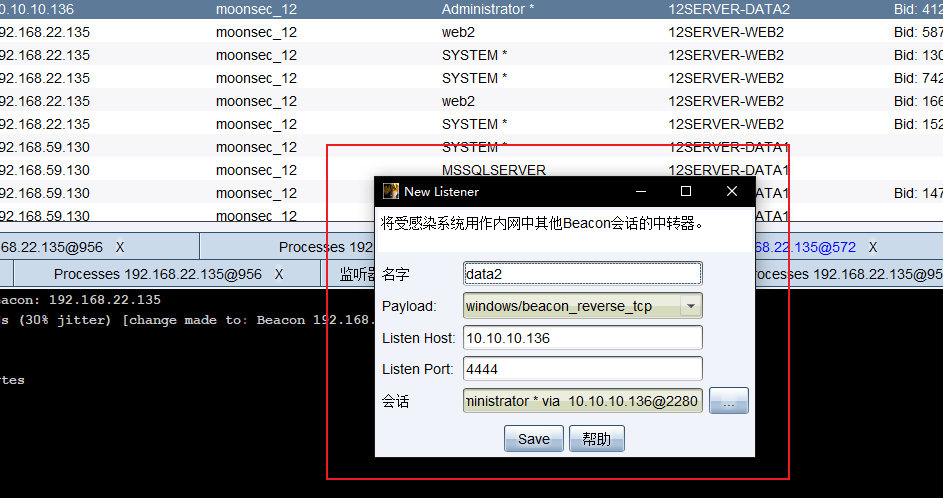 0.10.10.136 moonsec_12 Administrator * 12SERVER-DATA2 Bid: 412
92.168.22.135 moonsec_12 web2 12SERVER-WEB2 Bid: 587
92.168.22.135 moonsec_12 SYSTEM * 12SERVER-WEB2 Bid: 130
92.168.22.135 moonsec_12 SYSTEM * 12SERVER-WEB2 Bid: 742
92.168.22.135 moonsec_12 web2 12SERVER-WEB2 Bid: 166
92.168.22.135 moonsec_12 SYSTEM * 12SERVER-WEB2 Bid: 152
92.168.59.130 moonsec_12 SYSTEM * 12SERVER-DATA1
92.168.59.130 moonsec_12 MSSQLSERVER 12SERVER-DATA1
92.168.59.130 moonsec_12 DATA1 Bid: 147
92.168.59.130 moonsec_12 DATA1
New Listener
将受感染系统用作内网中其他Beacon会话的中转器。
名字 data2
Payload: windows/beacon_reverse_tcp
Listen Host: 10.10.10.136
Listen Port: 4444
会话 ministrator * via 10.10.10.136@2280 ...
Save 帮助
68.22.135@956 X Processes 192 68.22.135@572 X
Processes 192.168.22.135@956 X 监听器 ocesses 192.168.59.130
eacon: 192.168.22.135
ds (30% jitter) [change made to: Beacon 192.168.
ytes